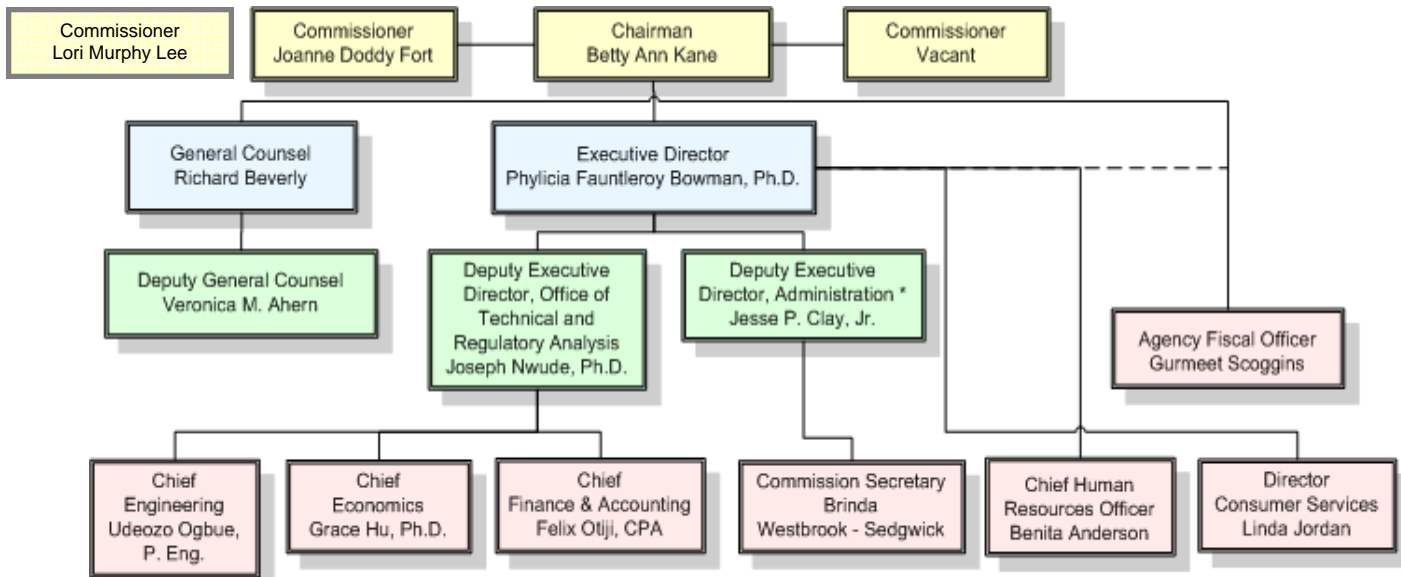 Commissioner
Lori Murphy Lee
Commissioner
Joanne Doddy Fort
Chairman
Betty Ann Kane
Commissioner
Vacant
General Counsel
Richard Beverly
Executive Director
Phylicia Fauntleroy Bowman, Ph.D.
Deputy General Counsel
Veronica M. Ahern
Deputy Executive
Director, Office of
Technical and
Regulatory Analysis
Joseph Nwude, Ph.D.
Deputy Executive
Director, Administration *
Jesse P. Clay, Jr.
Agency Fiscal Officer
Gurmeet Scoggins
Chief
Engineering
Udeozo Ogbue,
P. Eng.
Chief
Economics
Grace Hu, Ph.D.
Chief
Finance & Accounting
Felix Otiji, CPA
Commission Secretary
Brinda
Westbrook - Sedgwick
Chief Human
Resources Officer
Benita Anderson
Director
Consumer Services
Linda Jordan